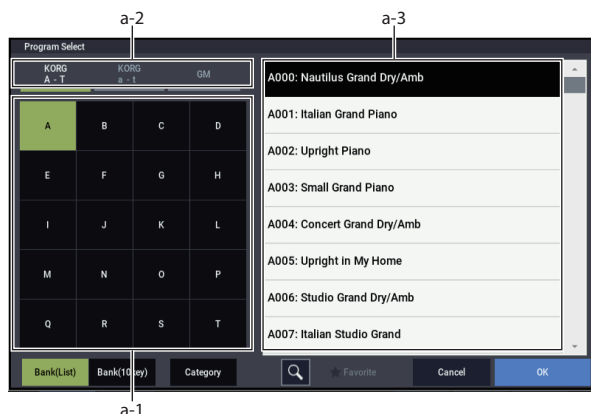 a-2
a-3
Program Select
KORG
A - T
KORG
a - t
GM
A000: Nautilus Grand Dry/Amb
A B C D
A001: Italian Grand Piano
A002: Upright Piano
E F G H
A003: Small Grand Piano
I J K L
A004: Concert Grand Dry/Amb
A005: Upright in My Home
M N O P
A006: Studio Grand Dry/Amb
Q R S T
A007: Italian Studio Grand
Bank(List) Bank(10key) Category Favorite Cancel OK
a-1